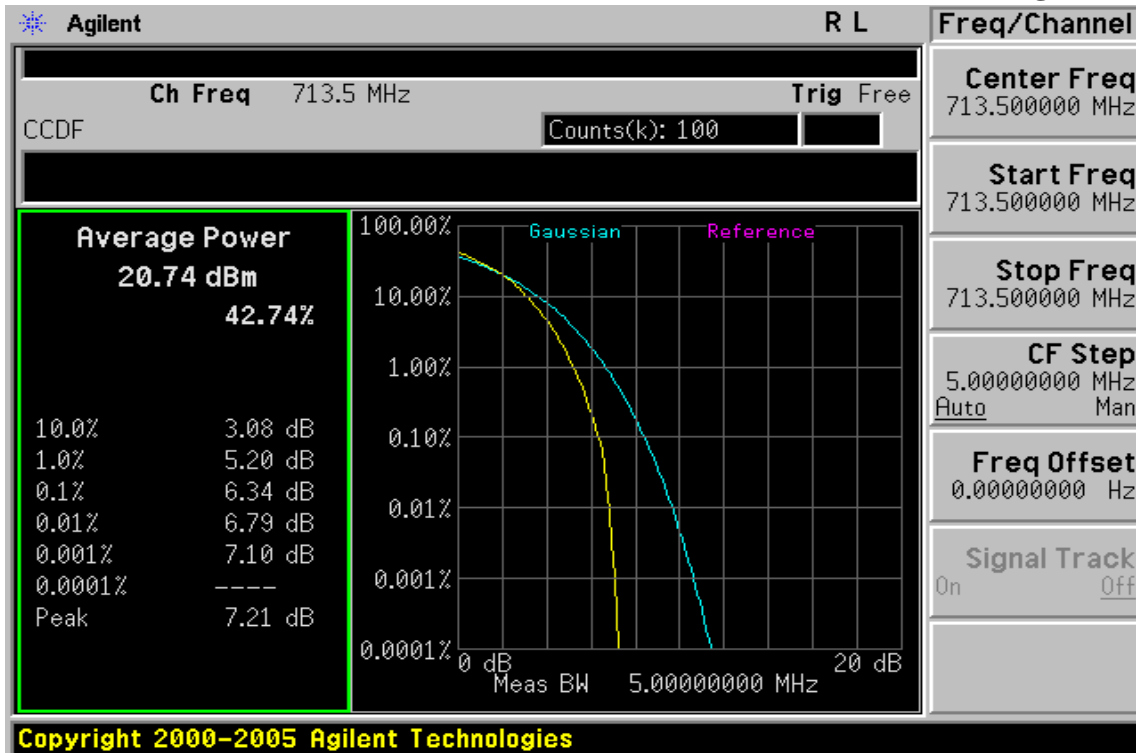 Agilent R L Freq/Channel
Ch Freq 713.5 MHz Trig Free
CCDF Counts(k): 100
Center Freq
713.500000 MHz
Start Freq
713.500000 MHz
Stop Freq
713.500000 MHz
CF Step
5.00000000 MHz
Auto Man
Freq Offset
0.00000000 Hz
Signal Track
On Off
Average Power
20.74 dBm
42.74%
10.0% 3.08 dB
1.0% 5.20 dB
0.1% 6.34 dB
0.01% 6.79 dB
0.001% 7.10 dB
0.0001% ----
Peak 7.21 dB
Gaussian Reference
100.00%
10.00%
1.00%
0.10%
0.01%
0.001%
0.0001%
0 dB 20 dB
Meas BW 5.00000000 MHz
Copyright 2000-2005 Agilent Technologies